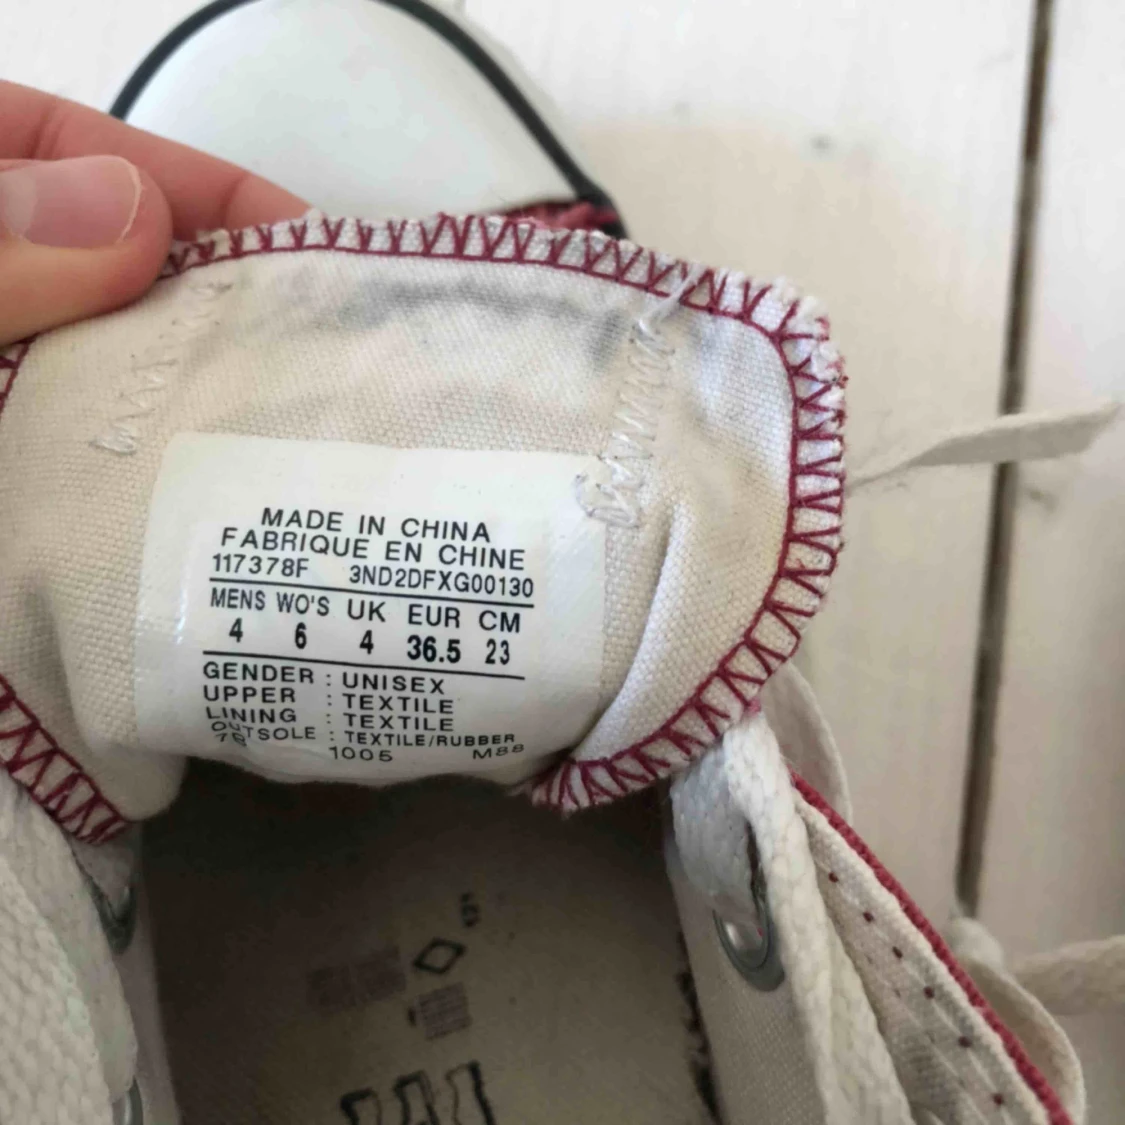 MADE IN CHINA
FABRIQUE EN CHINE
117378F 3ND2DFXG00130
MENS WO'S UK EUR CM
4 6 4 36.5 23
GENDER : UNISEX
UPPER : TEXTILE
LINING : TEXTILE
OUTSOLE : TEXTILE/RUBBER
1005 M88